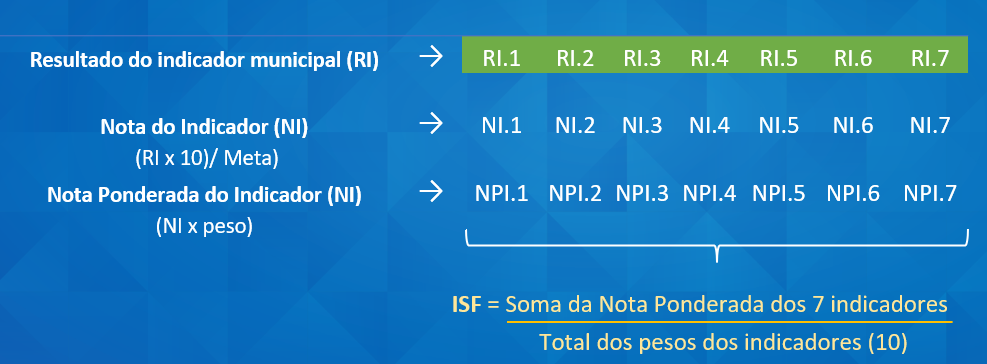 Resultado do indicador municipal (RI) → RI.1 RI.2 RI.3 RI.4 RI.5 RI.6 RI.7
Nota do Indicador (NI) → NI.1 NI.2 NI.3 NI.4 NI.5 NI.6 NI.7
(RI x 10)/ Meta)
Nota Ponderada do Indicador (NI) → NPI.1 NPI.2 NPI.3 NPI.4 NPI.5 NPI.6 NPI.7
(NI x peso)
ISF = Soma da Nota Ponderada dos 7 indicadores
Total dos pesos dos indicadores (10)